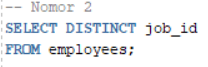 -- Nomor 2
SELECT DISTINCT job_id
FROM employees;